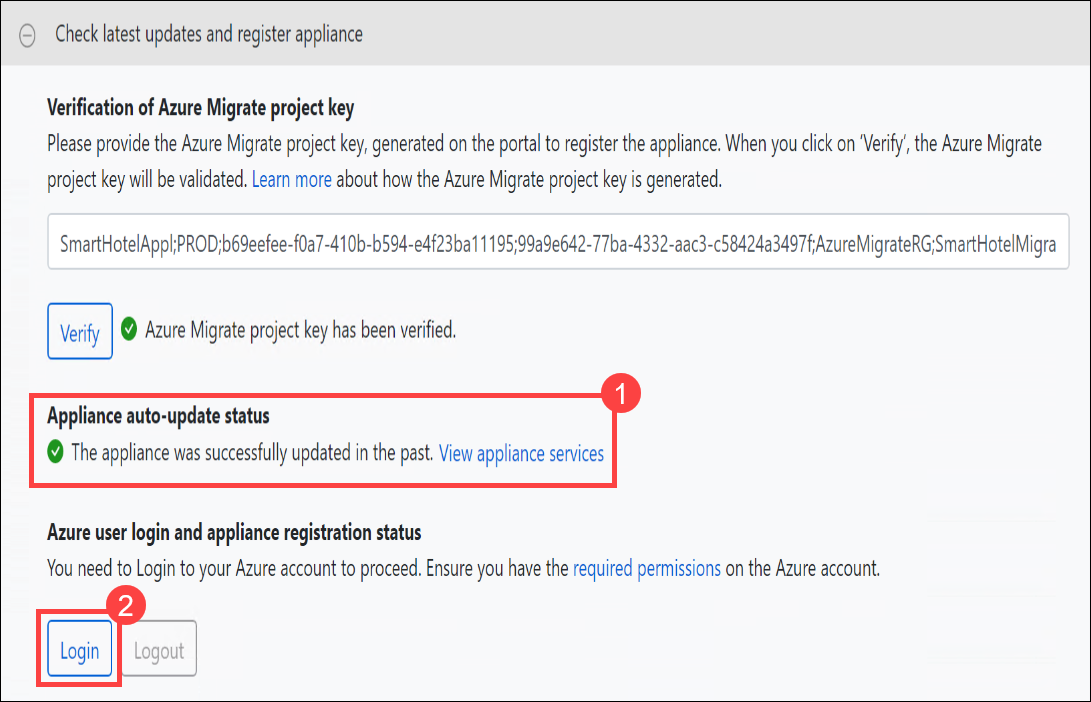 Check latest updates and register appliance
Verification of Azure Migrate project key
Please provide the Azure Migrate project key, generated on the portal to register the appliance. When you click on ‘Verify’, the Azure Migrate
project key will be validated. Learn more about how the Azure Migrate project key is generated.
SmartHotelAppl;PROD;b69eefee-f0a7-410b-b594-e4f23ba11195;99a9e642-77ba-4332-aac3-c58424a3497f;AzureMigrateRG;SmartHotelMigra
Verify Azure Migrate project key has been verified.
1
Appliance auto-update status
The appliance was successfully updated in the past. View appliance services
Azure user login and appliance registration status
You need to Login to your Azure account to proceed. Ensure you have the required permissions on the Azure account.
2
Login Logout